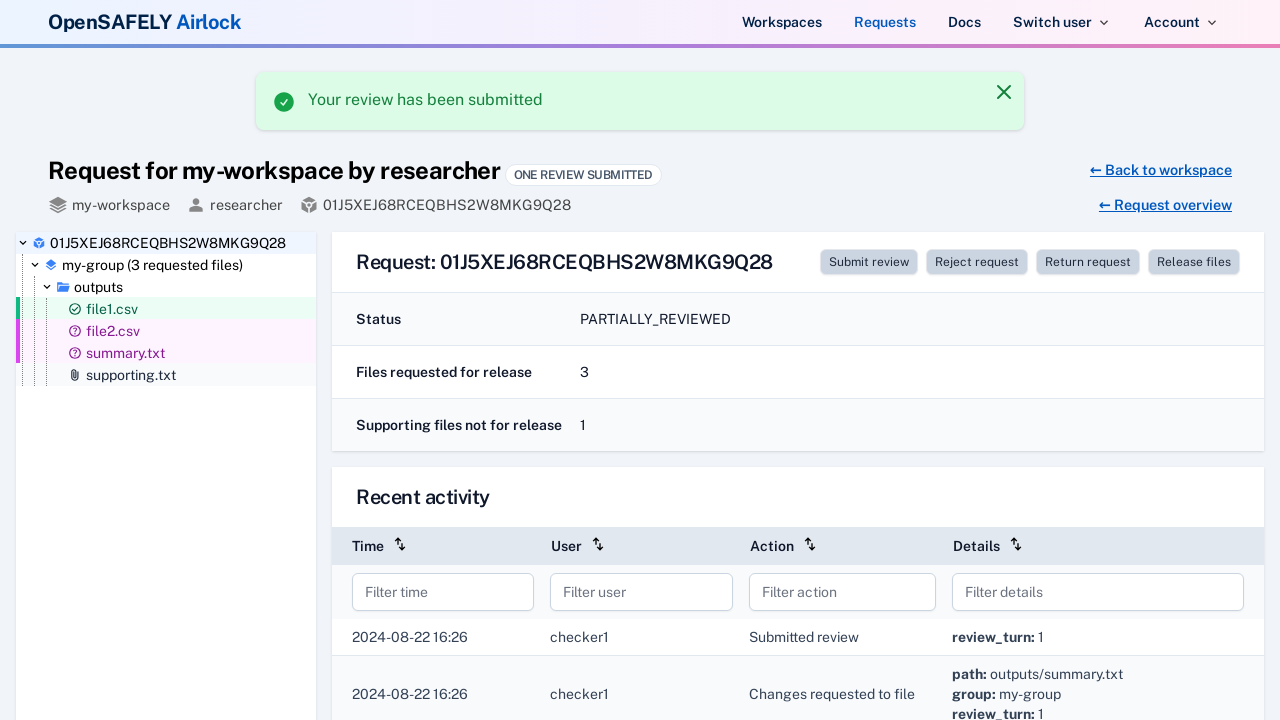 OpenSAFELY Airlock
Workspaces Requests Docs Switch user Account
Your review has been submitted
Request for my-workspace by researcher ONE REVIEW SUBMITTED
← Back to workspace
my-workspace researcher 01J5XEJ68RCEQBHS2W8MKG9Q28
← Request overview
01J5XEJ68RCEQBHS2W8MKG9Q28
my-group (3 requested files)
outputs
file1.csv
file2.csv
summary.txt
supporting.txt
Request: 01J5XEJ68RCEQBHS2W8MKG9Q28
Submit review Reject request Return request Release files
Status PARTIALLY_REVIEWED
Files requested for release 3
Supporting files not for release 1
Recent activity
Time User Action Details
Filter time Filter user Filter action Filter details
2024-08-22 16:26 checker1 Submitted review review_turn: 1
2024-08-22 16:26 checker1 Changes requested to file path: outputs/summary.txt
group: my-group
review_turn: 1